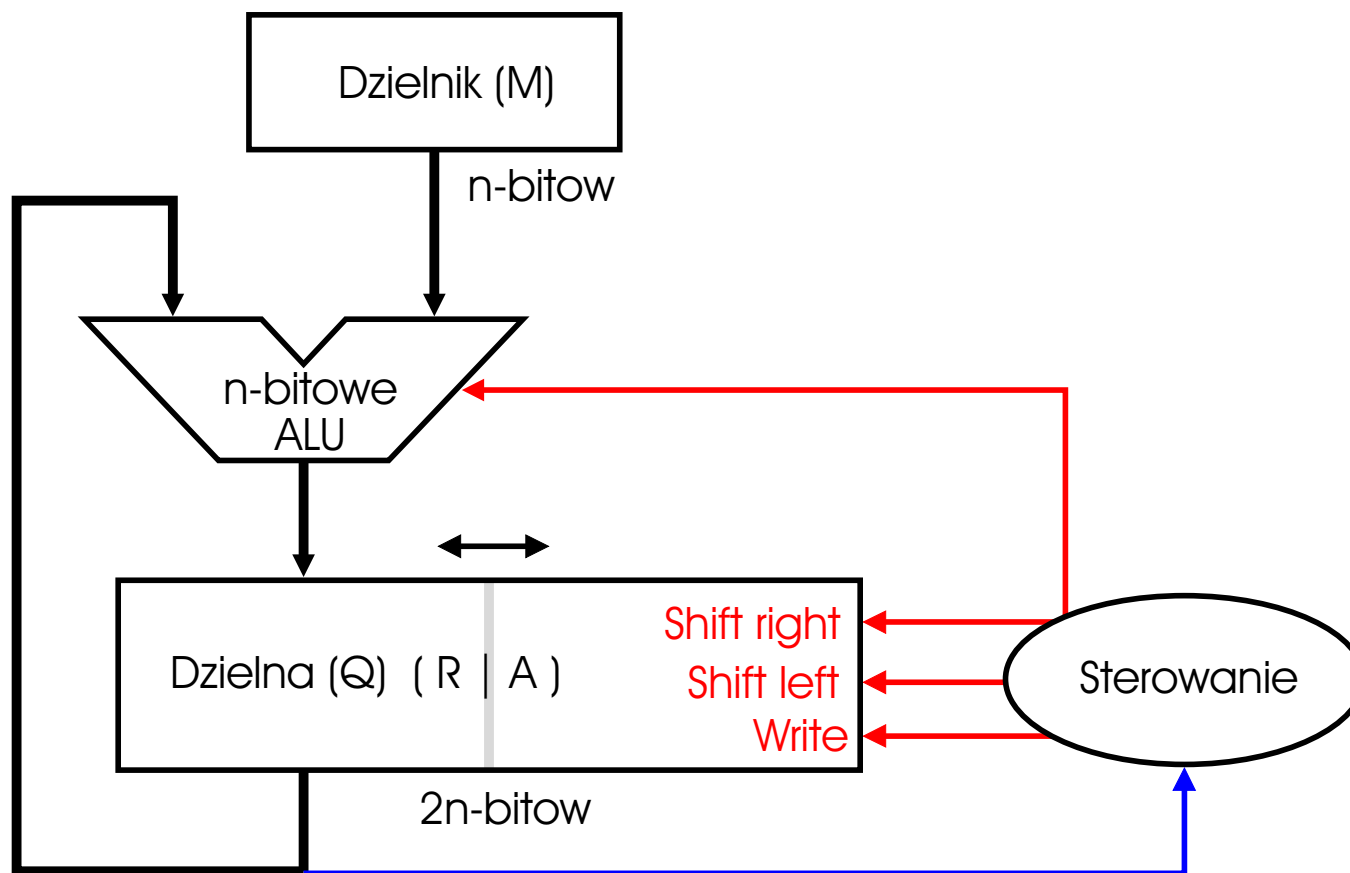 Dzielnik (M)
n-bitow
n-bitowe
ALU
Shift right
Dzielna (Q) ( R | A )
Shift left
Sterowanie
Write
2n-bitow